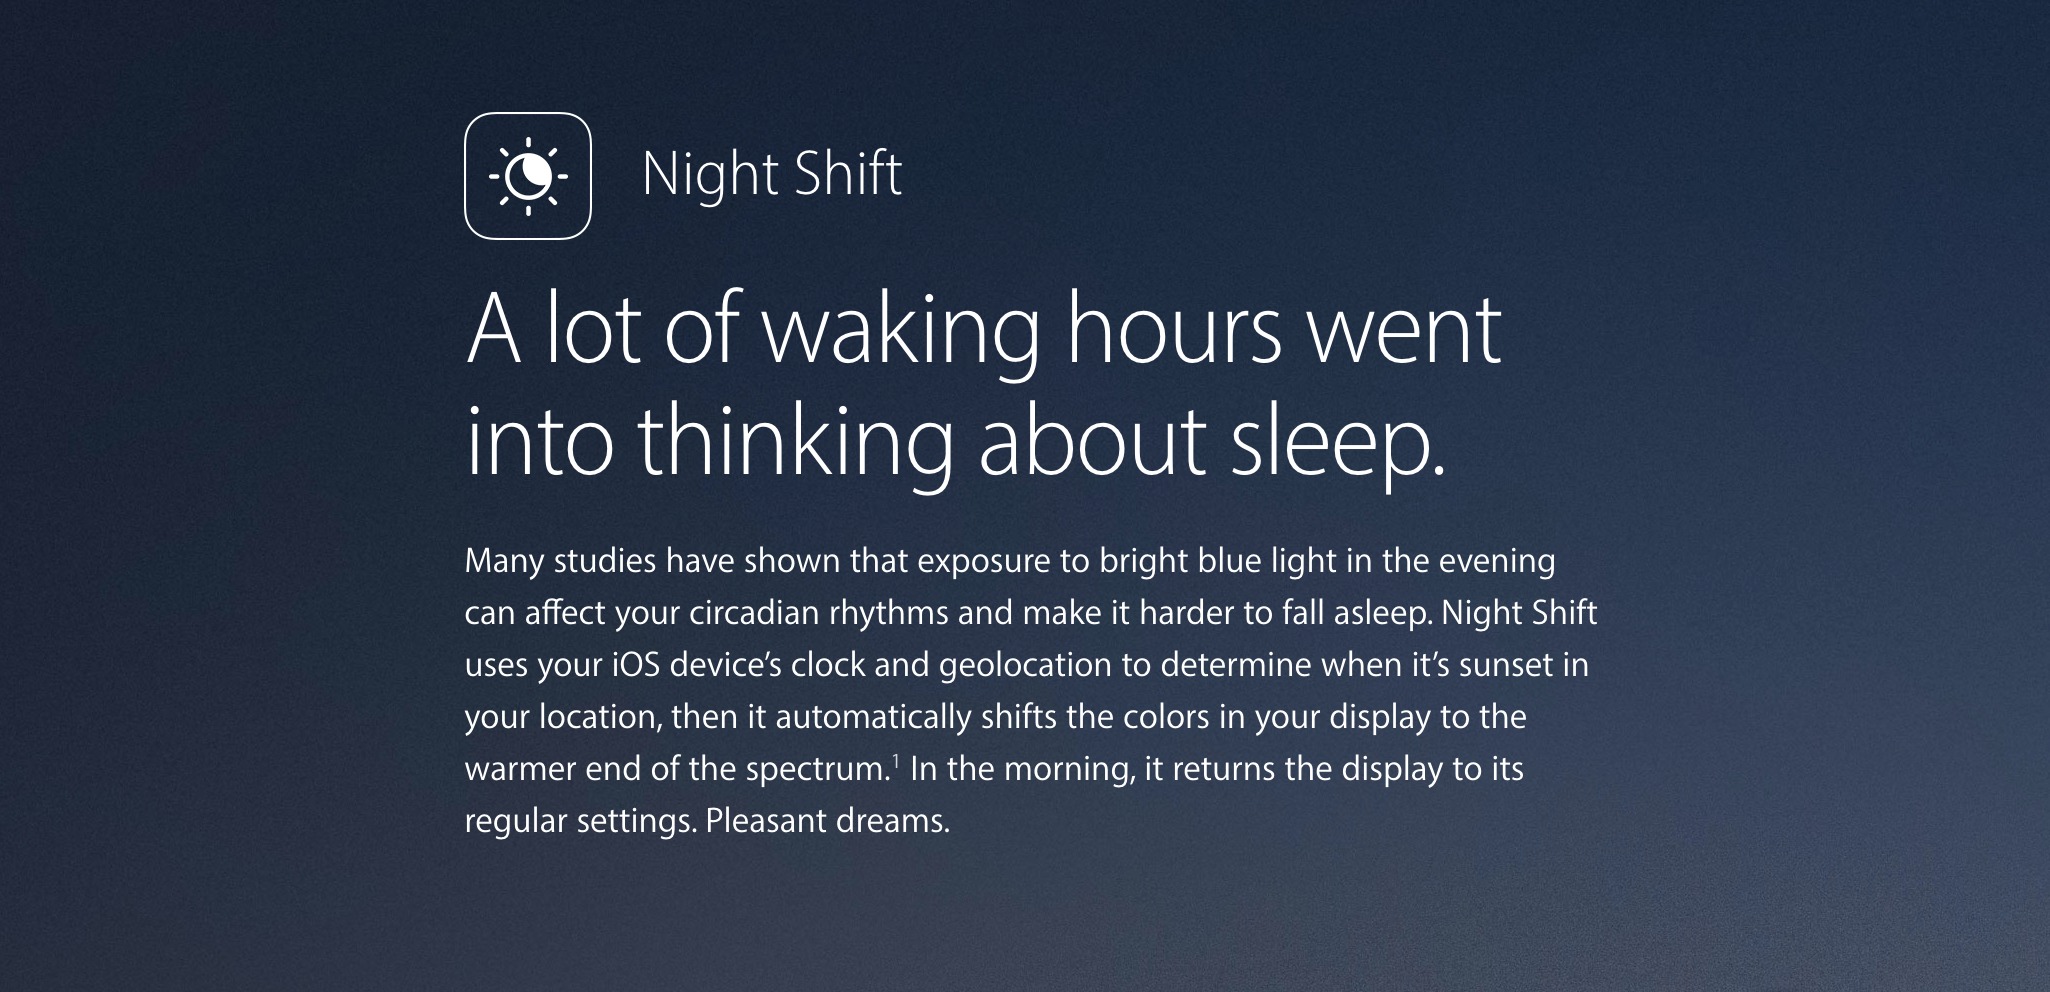 Night Shift
A lot of waking hours went
into thinking about sleep.
Many studies have shown that exposure to bright blue light in the evening
can affect your circadian rhythms and make it harder to fall asleep. Night Shift
uses your iOS device’s clock and geolocation to determine when it’s sunset in
your location, then it automatically shifts the colors in your display to the
warmer end of the spectrum.¹ In the morning, it returns the display to its
regular settings. Pleasant dreams.